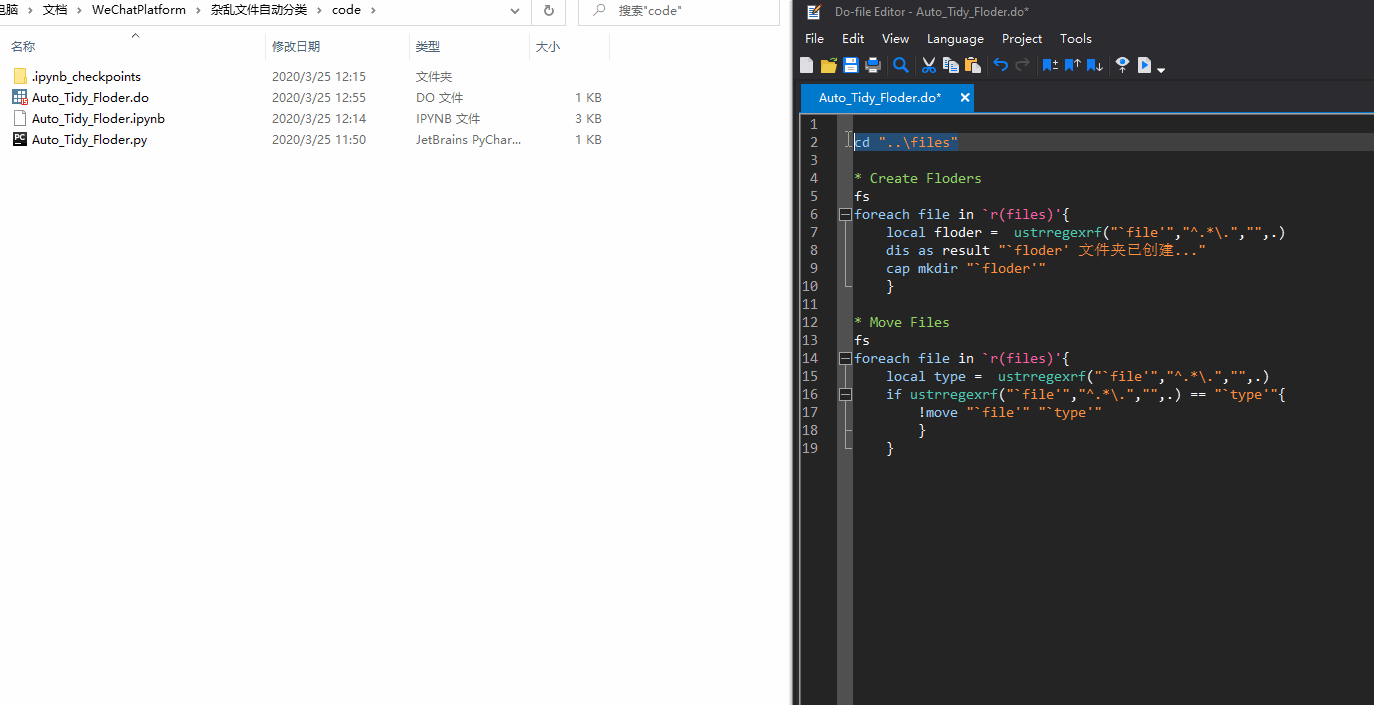 电脑 › 文档 › WeChatPlatform › 杂乱文件自动分类 › code ›
搜索"code"
名称 修改日期 类型 大小
.ipynb_checkpoints 2020/3/25 12:15 文件夹
Auto_Tidy_Floder.do 2020/3/25 12:55 DO 文件 1 KB
Auto_Tidy_Floder.ipynb 2020/3/25 12:14 IPYNB 文件 3 KB
Auto_Tidy_Floder.py 2020/3/25 11:50 JetBrains PyChar... 1 KB
Do-file Editor - Auto_Tidy_Floder.do*
File Edit View Language Project Tools
Auto_Tidy_Floder.do*
1
2 cd "..\files"
3
4 * Create Floders
5 fs
6 foreach file in `r(files)'{
7 local floder = ustrregexrf("`file'","^.*\.","",.)
8 dis as result "`floder' 文件夹已创建..."
9 cap mkdir "`floder'"
10 }
11
12 * Move Files
13 fs
14 foreach file in `r(files)'{
15 local type = ustrregexrf("`file'","^.*\.","",.)
16 if ustrregexrf("`file'","^.*\.","",.) == "`type'"{
17 !move "`file'" "`type'"
18 }
19 }